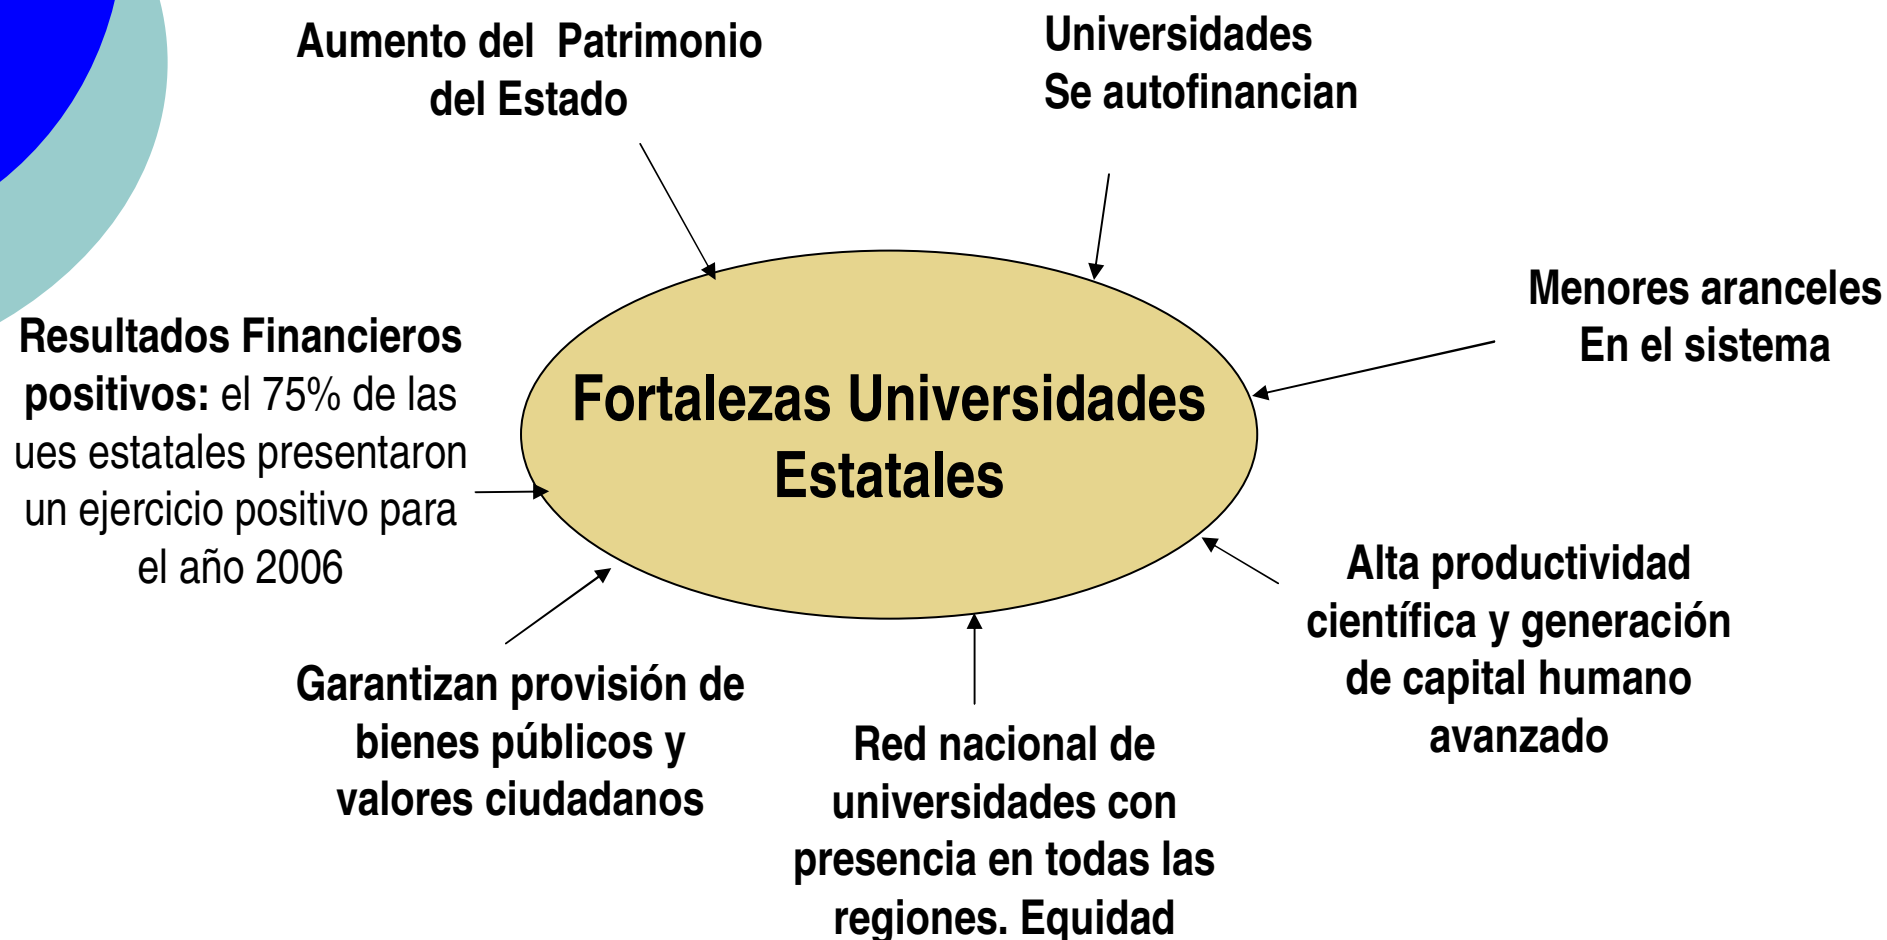 Aumento del Patrimonio
del Estado
Universidades
Se autofinancian
Menores aranceles
En el sistema
Resultados Financieros
positivos: el 75% de las
ues estatales presentaron
un ejercicio positivo para
el año 2006
Fortalezas Universidades
Estatales
Alta productividad
científica y generación
de capital humano
avanzado
Garantizan provisión de
bienes públicos y
valores ciudadanos
Red nacional de
universidades con
presencia en todas las
regiones. Equidad